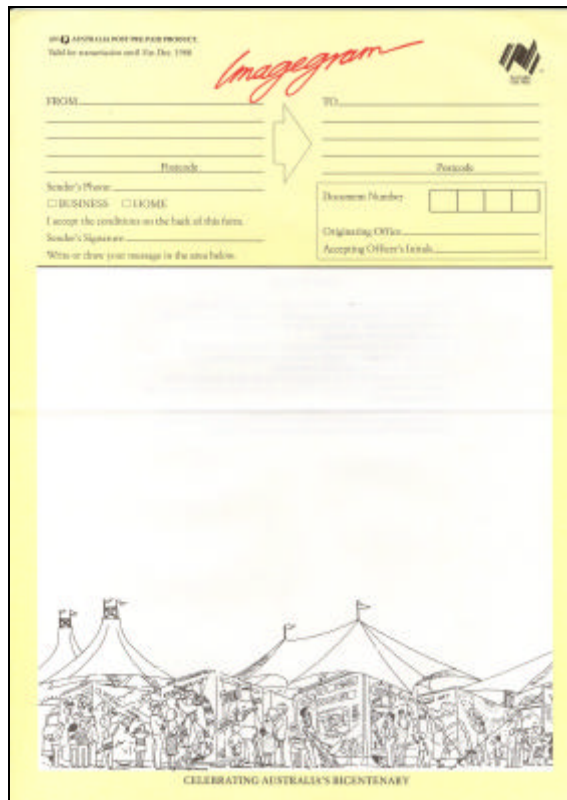 AUSTRALIA POST PRE-PAID PRODUCT.
Valid for transmission until 31st Dec. 1988
Imagegram
FROM
TO
Postcode
Postcode
Sender's Phone
BUSINESS HOME
I accept the conditions on the back of this form.
Sender's Signature
Write or draw your message in the area below.
Document Number
Originating Office
Accepting Officer's Initials
CELEBRATING AUSTRALIA'S BICENTENARY